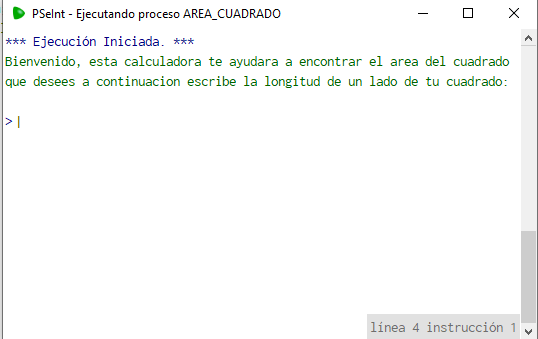 PSeInt - Ejecutando proceso AREA_CUADRADO
*** Ejecución Iniciada. ***
Bienvenido, esta calculadora te ayudara a encontrar el area del cuadrado
que desees a continuacion escribe la longitud de un lado de tu cuadrado:
>
línea 4 instrucción 1